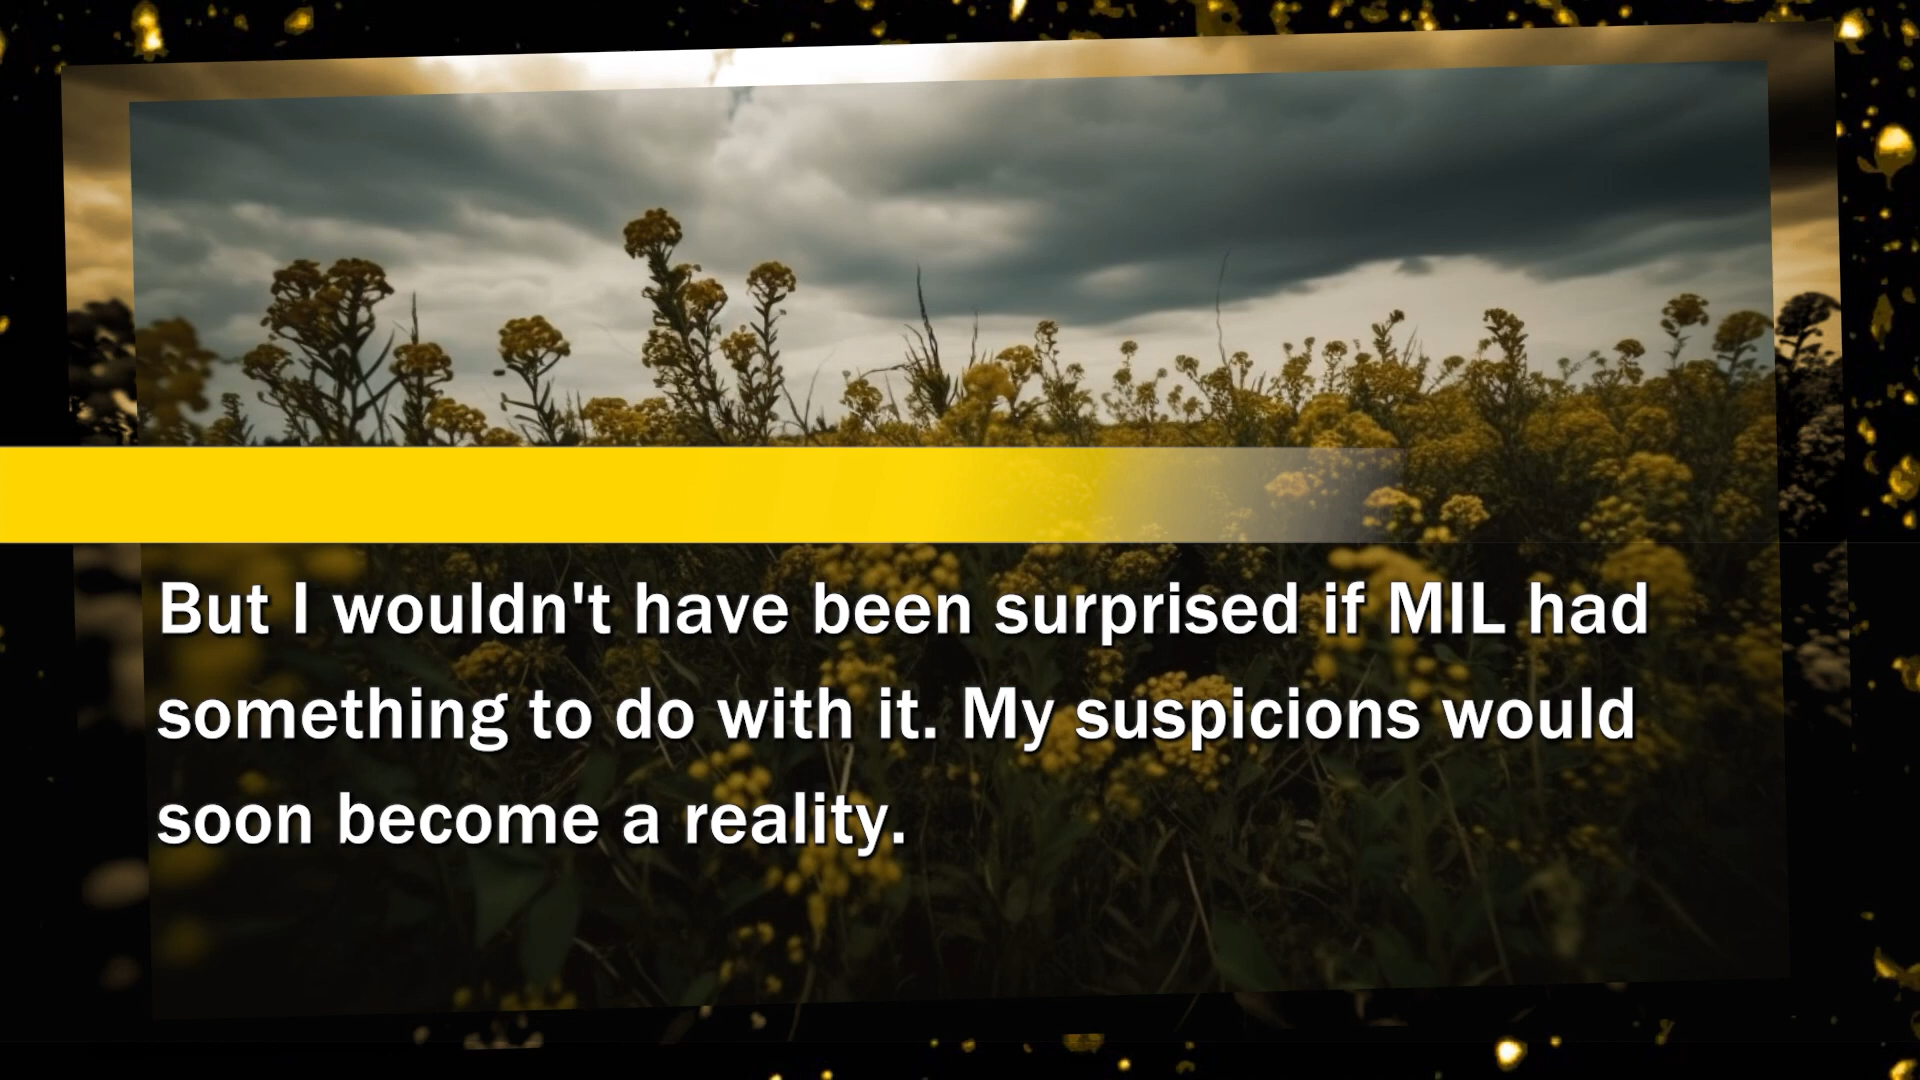 But I wouldn't have been surprised if MIL had
something to do with it. My suspicions would
soon become a reality.